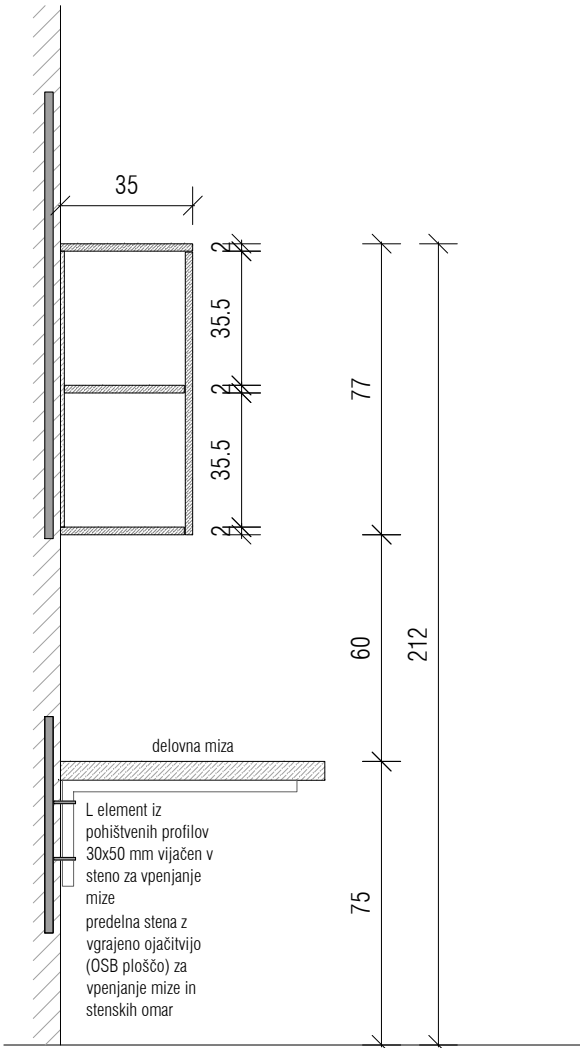 35
2
35.5
2
35.5
2
77
60
212
75
delovna miza
L element iz
pohištvenih profilov
30x50 mm vijačen v
steno za vpenjanje
mize
predelna stena z
vgrajeno ojačitvijo
(OSB ploščo) za
vpenjanje mize in
stenskih omar